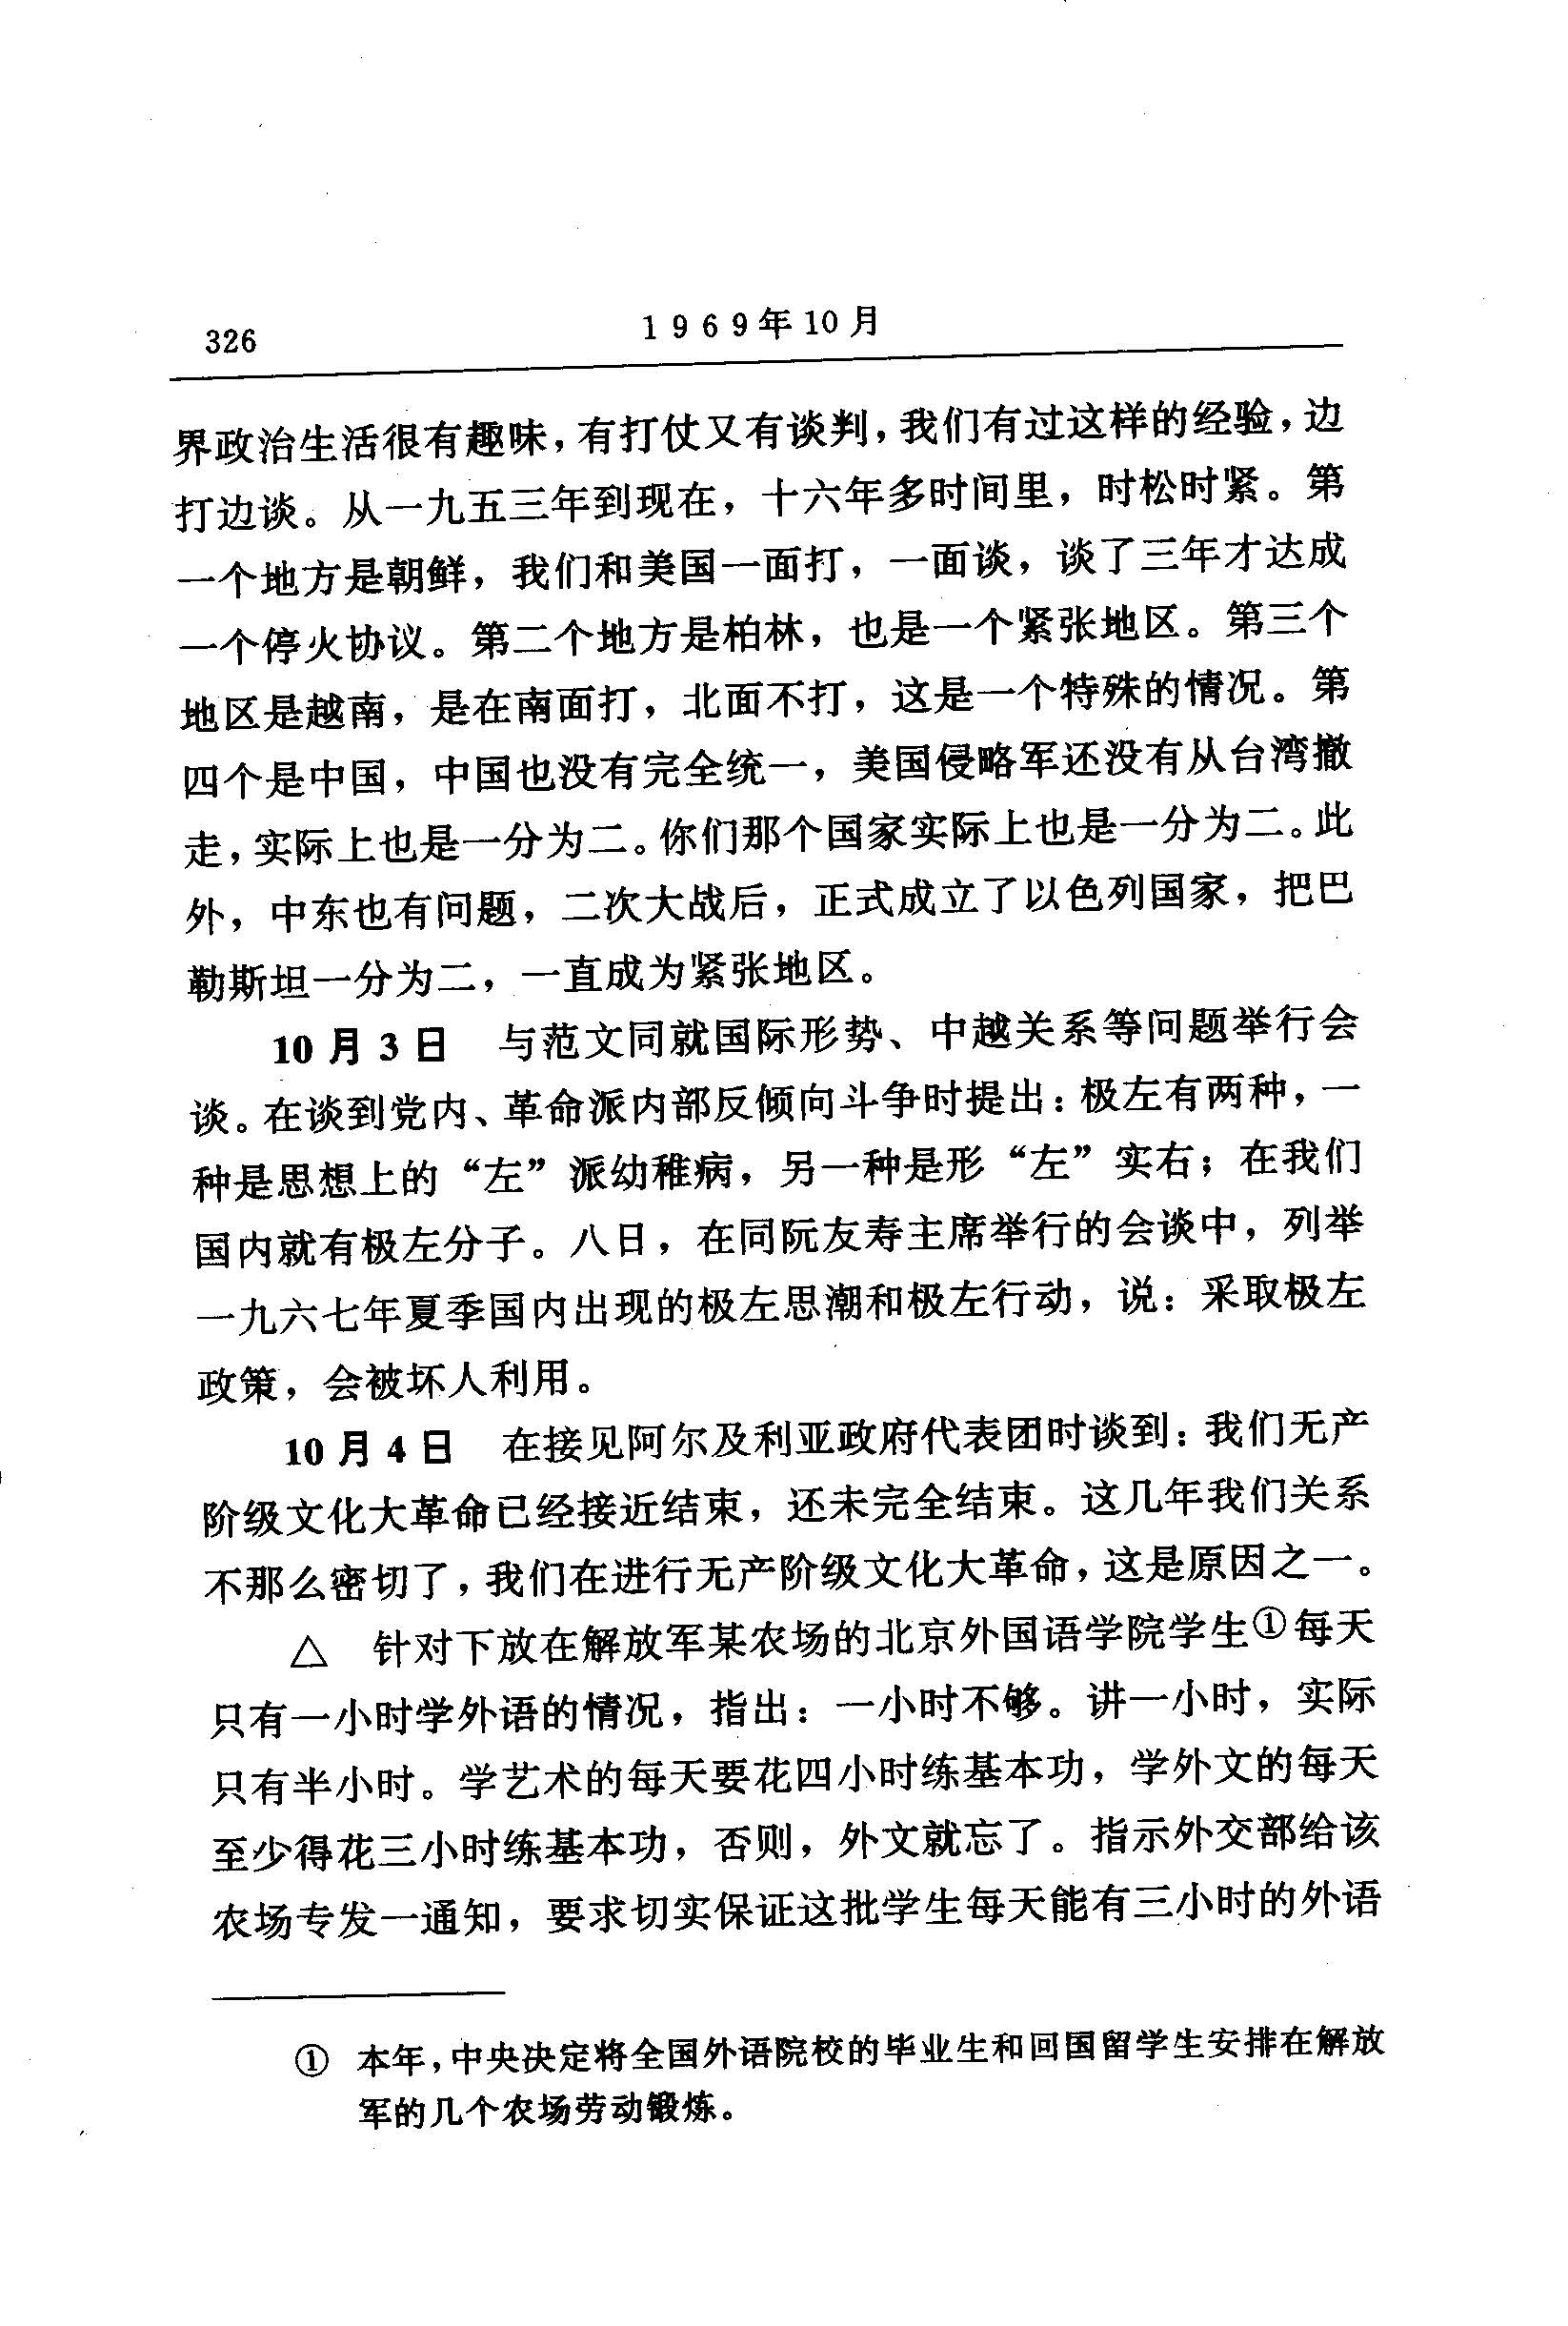 326
1969年10月
界政治生活很有趣味，有打仗又有谈判，我们有过这样的经验，边
打边谈。从一九五三年到现在，十六年多时间里，时松时紧。第
一个地方是朝鲜，我们和美国一面打，一面谈，谈了三年才达成
一个停火协议。第二个地方是柏林，也是一个紧张地区。第三个
地区是越南，是在南面打，北面不打，这是一个特殊的情况。第
四个是中国，中国也没有完全统一，美国侵略军还没有从台湾撤
走，实际上也是一分为二。你们那个国家实际上也是一分为二。此
外，中东也有问题，二次大战后，正式成立了以色列国家，把巴
勒斯坦一分为二，一直成为紧张地区。
10月3日　与范文同就国际形势、中越关系等问题举行会
谈。在谈到党内、革命派内部反倾向斗争时提出：极左有两种，一
种是思想上的“左”派幼稚病，另一种是形“左”实右；在我们
国内就有极左分子。八日，在同阮友寿主席举行的会谈中，列举
一九六七年夏季国内出现的极左思潮和极左行动，说：采取极左
政策，会被坏人利用。
10月4日　在接见阿尔及利亚政府代表团时谈到：我们无产
阶级文化大革命已经接近结束，还未完全结束。这几年我们关系
不那么密切了，我们在进行无产阶级文化大革命，这是原因之一。
△　针对下放在解放军某农场的北京外国语学院学生①每天
只有一小时学外语的情况，指出：一小时不够。讲一小时，实际
只有半小时。学艺术的每天要花四小时练基本功，学外文的每天
至少得花三小时练基本功，否则，外文就忘了。指示外交部给该
农场专发一通知，要求切实保证这批学生每天能有三小时的外语
①　本年，中央决定将全国外语院校的毕业生和回国留学生安排在解放
军的几个农场劳动锻炼。